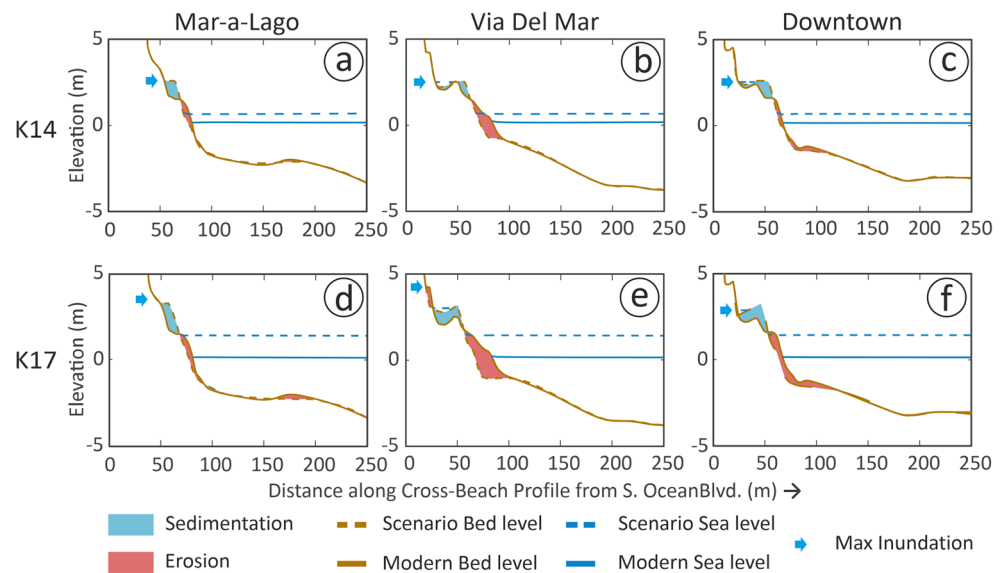 Mar-a-Lago Via Del Mar Downtown
K14
Elevation (m)
5 0 -5
a
0 50 100 150 200 250
5 0 -5
b
0 50 100 150 200 250
5 0 -5
c
0 50 100 150 200 250
K17
Elevation (m)
5 0 -5
d
0 50 100 150 200 250
5 0 -5
e
0 50 100 150 200 250
5 0 -5
f
0 50 100 150 200 250
Distance along Cross-Beach Profile from S. OceanBlvd. (m) →
Sedimentation Scenario Bed level Scenario Sea level
Max Inundation
Erosion Modern Bed level Modern Sea level